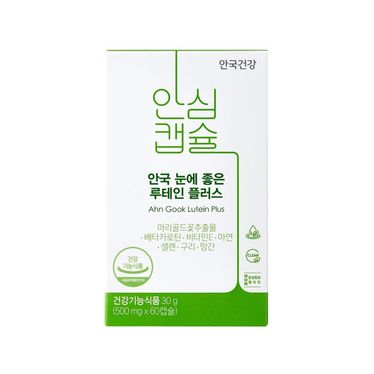 안국건강
안심
캡슐
안국 눈에 좋은
루테인 플러스
Ahn Gook Lutein Plus
마리골드꽃추출물
·베타카로틴·비타민E·아연
·셀렌·구리·망간
건강
기능식품
CLEAN
건강기능식품 30 g
(500 mg x 60캡슐)